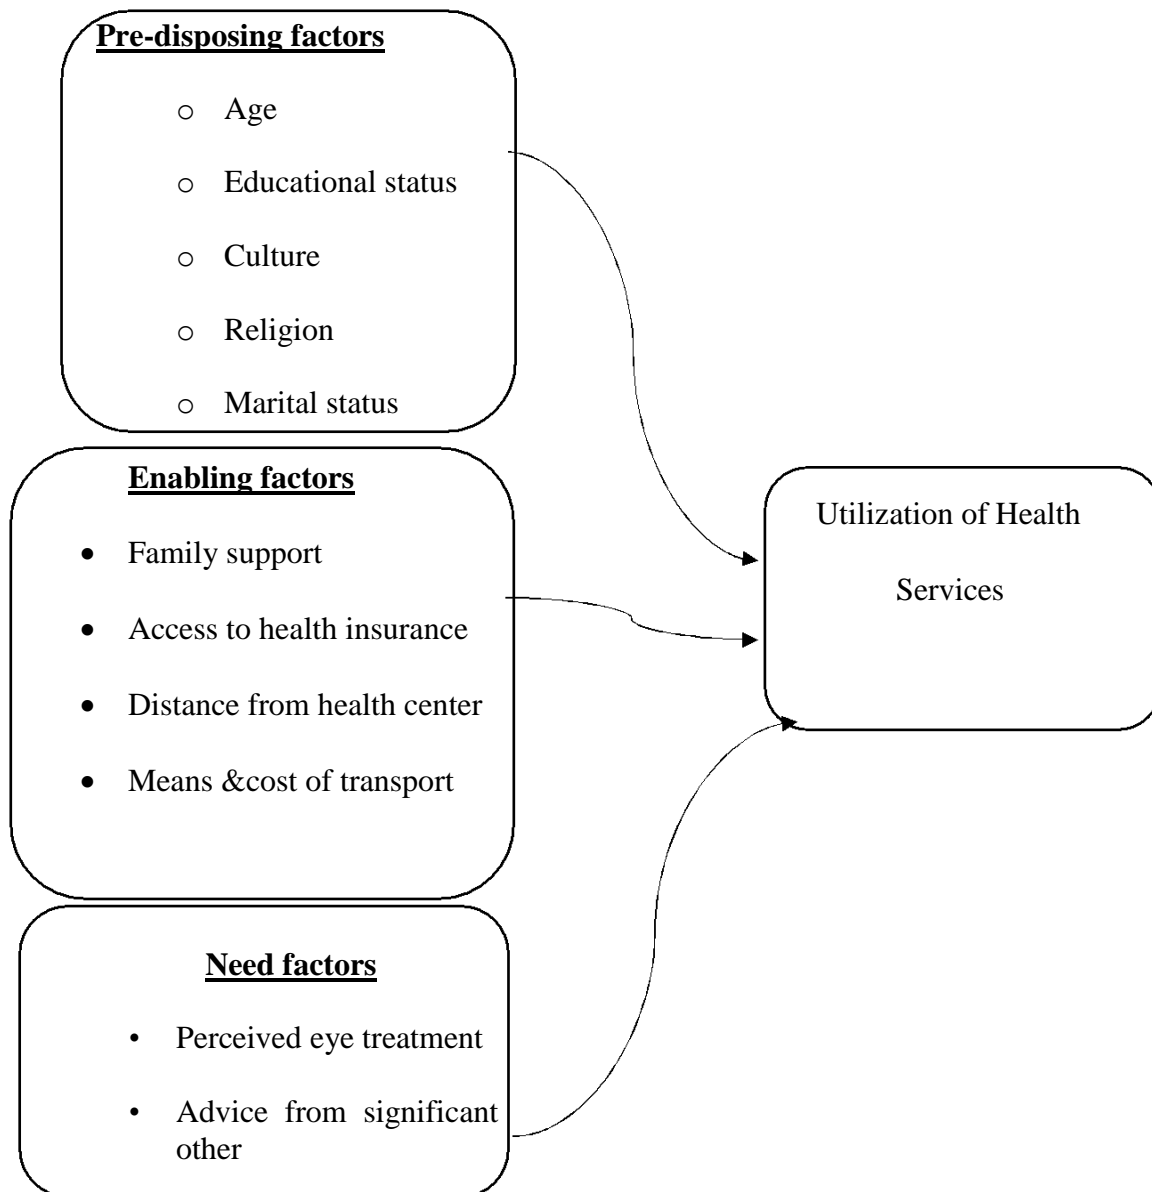 Pre-disposing factors
o Age
o Educational status
o Culture
o Religion
o Marital status
Enabling factors
• Family support
• Access to health insurance
• Distance from health center
• Means &cost of transport
Need factors
• Perceived eye treatment
• Advice from significant
other
Utilization of Health
Services